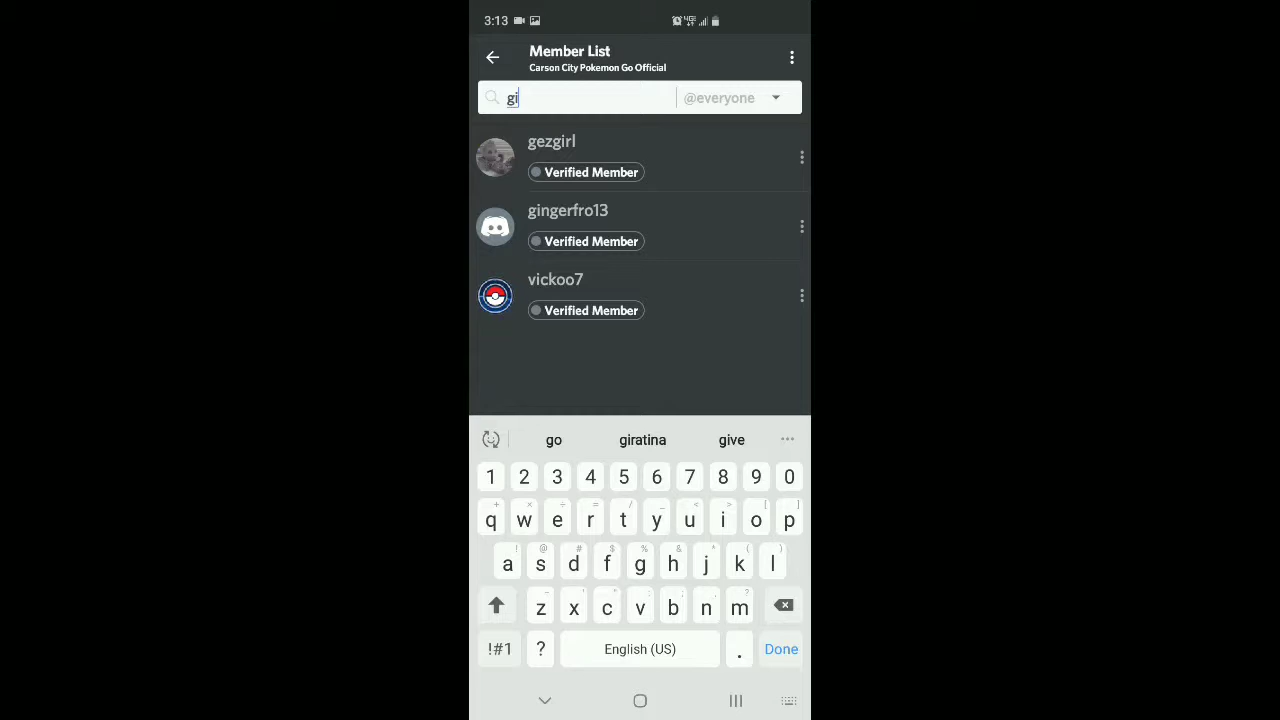 3:13
Member List
Carson City Pokemon Go Official
gi
@everyone
gezgirl
Verified Member
gingerfro13
Verified Member
vickoo7
Verified Member
go giratina give
1 2 3 4 5 6 7 8 9 0
q w e r t y u i o p
a s d f g h j k l
z x c v b n m
!#1 ? English (US) . Done